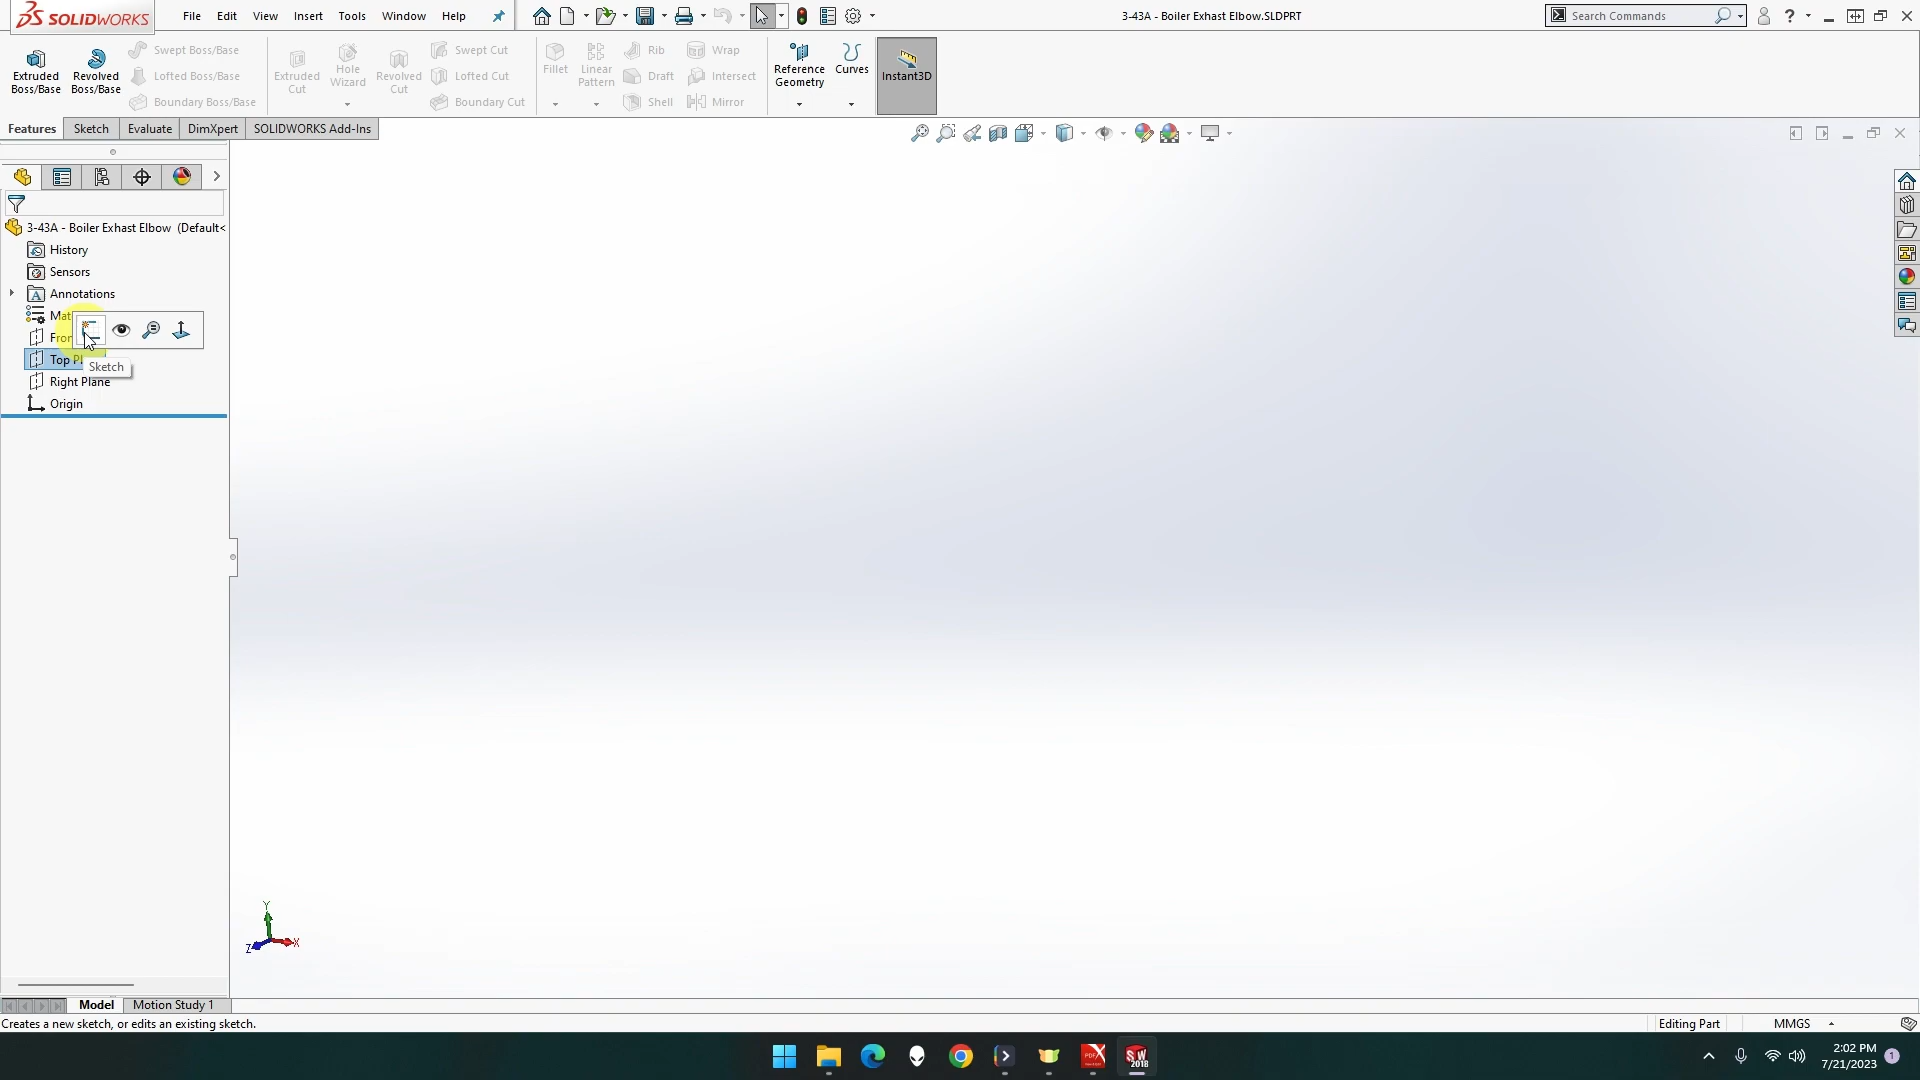 SOLIDWORKS
File Edit View Insert Tools Window Help
3-43A - Boiler Exhast Elbow.SLDPRT
Search Commands
Extruded Boss/Base
Revolved Boss/Base
Swept Boss/Base
Lofted Boss/Base
Boundary Boss/Base
Extruded Cut
Hole Wizard
Revolved Cut
Swept Cut
Lofted Cut
Boundary Cut
Fillet
Linear Pattern
Rib
Draft
Shell
Wrap
Intersect
Mirror
Reference Geometry
Curves
Instant3D
Features Sketch Evaluate DimXpert SOLIDWORKS Add-Ins
3-43A - Boiler Exhast Elbow (Default<
History
Sensors
Annotations
Mat
Fron
Top Pl
Sketch
Right Plane
Origin
Y
Z X
Model Motion Study 1
Creates a new sketch, or edits an existing sketch.
Editing Part MMGS
SW 2018
2:02 PM
7/21/2023
1